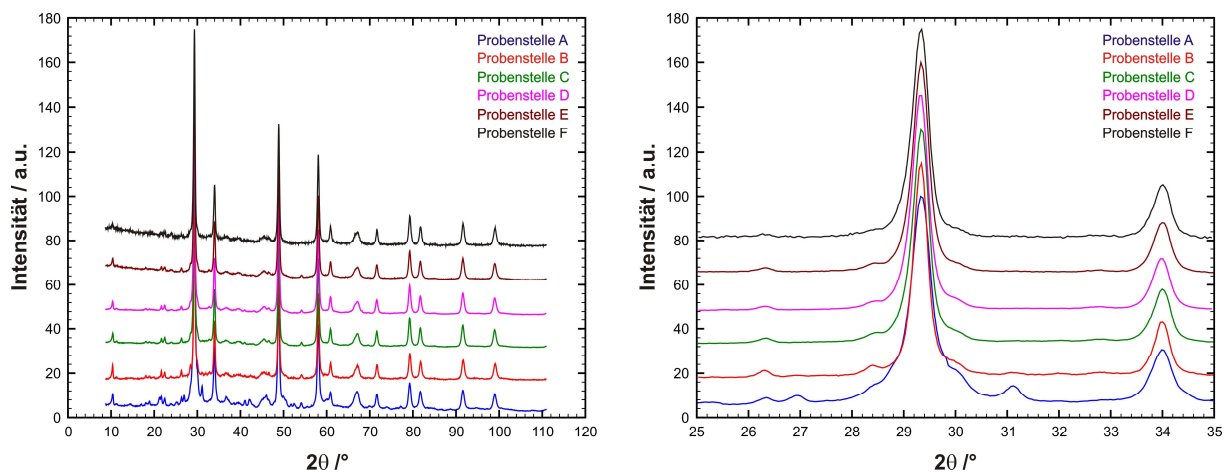 180
160
140
120
100
80
60
40
20
0
Intensität / a.u.
0 10 20 30 40 50 60 70 80 90 100 110 120
2θ /°
Probenstelle A
Probenstelle B
Probenstelle C
Probenstelle D
Probenstelle E
Probenstelle F
180
160
140
120
100
80
60
40
20
0
Intensität / a.u.
25 26 27 28 29 30 31 32 33 34 35
2θ /°
Probenstelle A
Probenstelle B
Probenstelle C
Probenstelle D
Probenstelle E
Probenstelle F